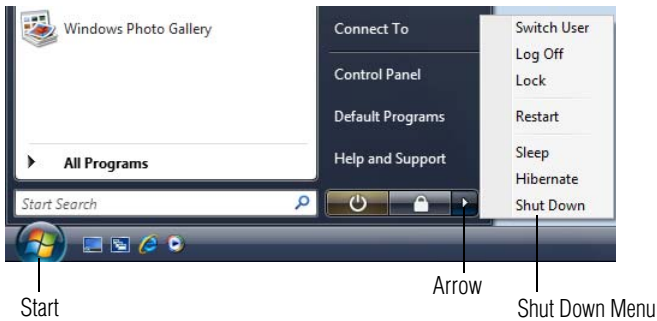 Windows Photo Gallery
All Programs
Start Search
Connect To
Control Panel
Default Programs
Help and Support
Switch User
Log Off
Lock
Restart
Sleep
Hibernate
Shut Down
Start
Arrow
Shut Down Menu